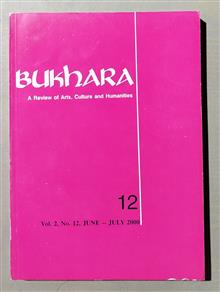 BUKHARA
A Review of Arts, Culture and Humanities
12
Vol. 2, No. 12, JUNE – JULY 2000